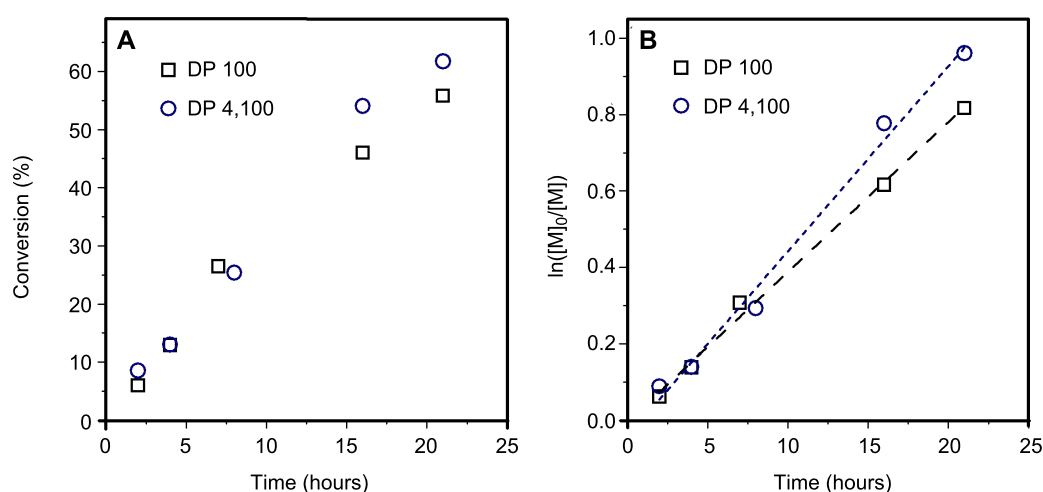 A
DP 100
DP 4,100
60
50
40
30
20
10
0
0 5 10 15 20 25
Time (hours)
Conversion (%)
B
DP 100
DP 4,100
1.0
0.8
0.6
0.4
0.2
0.0
0 5 10 15 20 25
Time (hours)
ln([M]₀/[M])